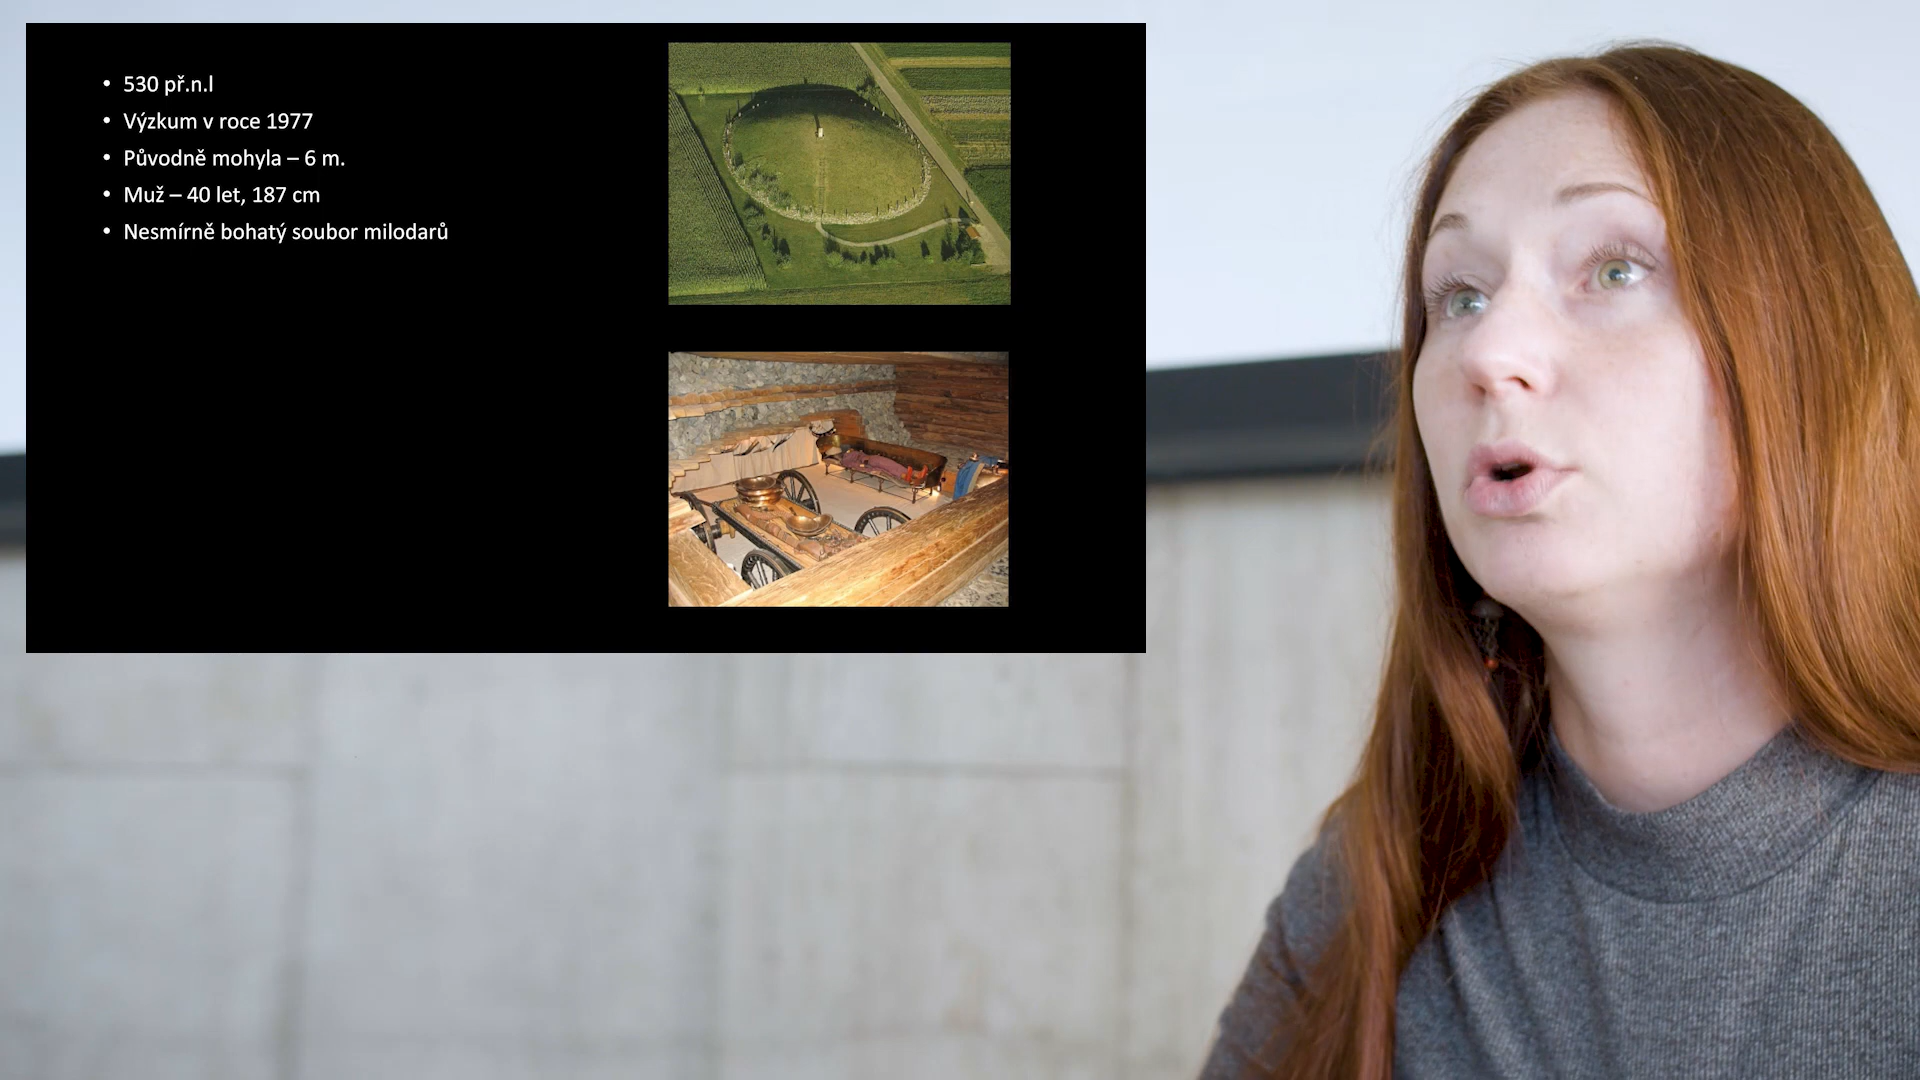 • 530 př.n.l
• Výzkum v roce 1977
• Původně mohyla – 6 m.
• Muž – 40 let, 187 cm
• Nesmírně bohatý soubor milodarů